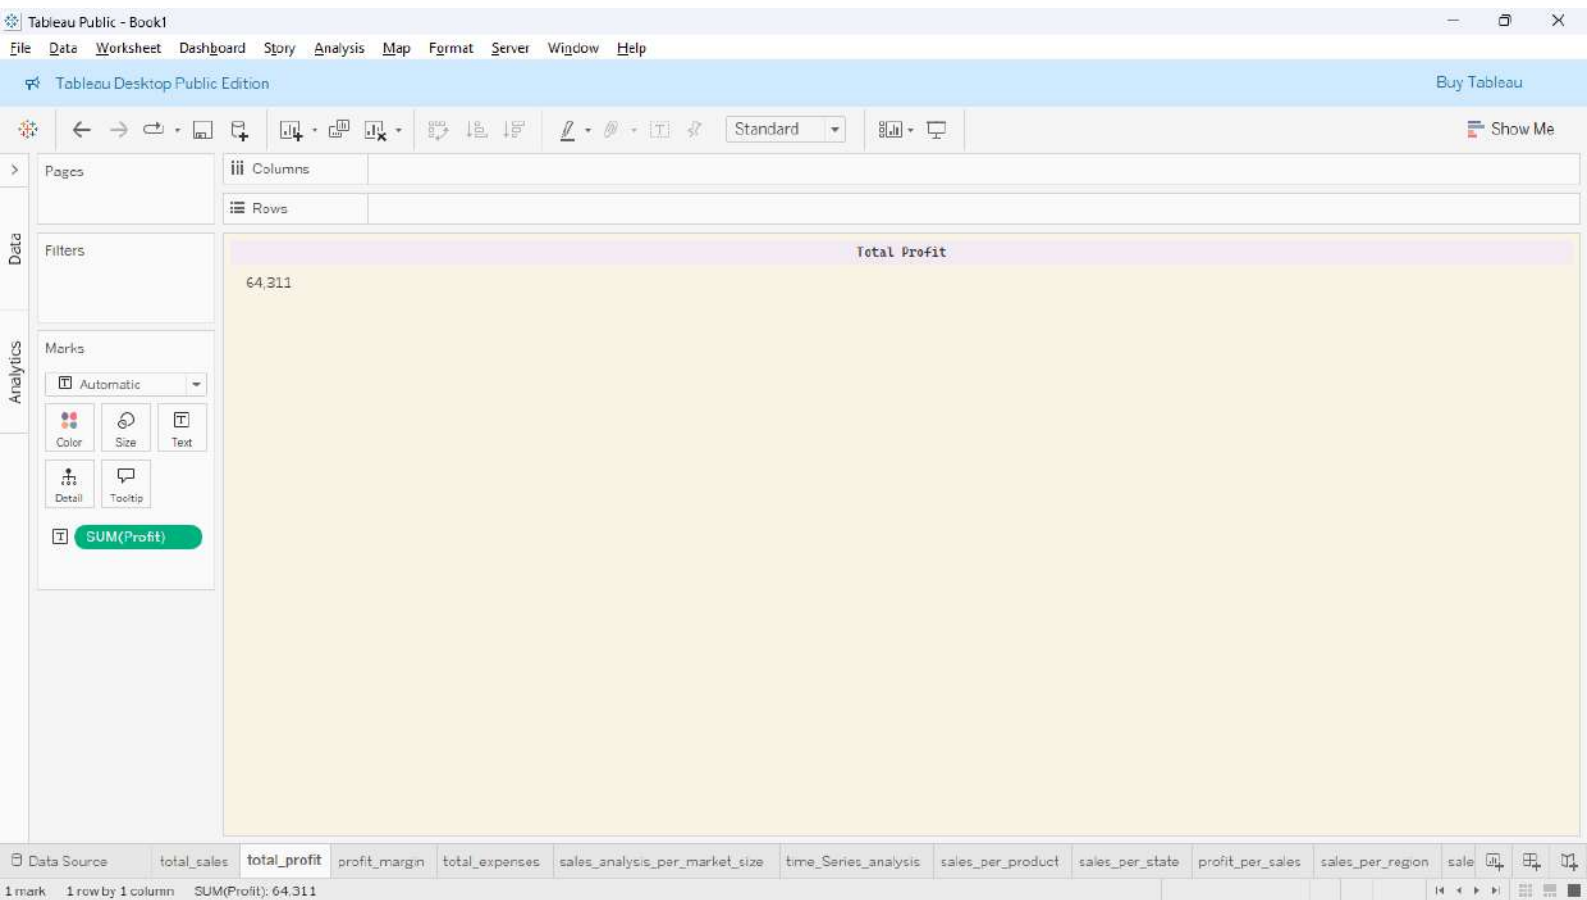 Tableau Public - Book1
File Data Worksheet Dashboard Story Analysis Map Format Server Window Help
Tableau Desktop Public Edition Buy Tableau
Standard Show Me
Pages
Columns
Rows
Data
Filters
Total Profit
64,311
Analytics
Marks
Automatic
Color Size Text
Detail Tooltip
SUM(Profit)
Data Source total_sales total_profit profit_margin total_expenses sales_analysis_per_market_size time_Series_analysis sales_per_product sales_per_state profit_per_sales sales_per_region sale
1 mark 1 row by 1 column SUM(Profit): 64,311